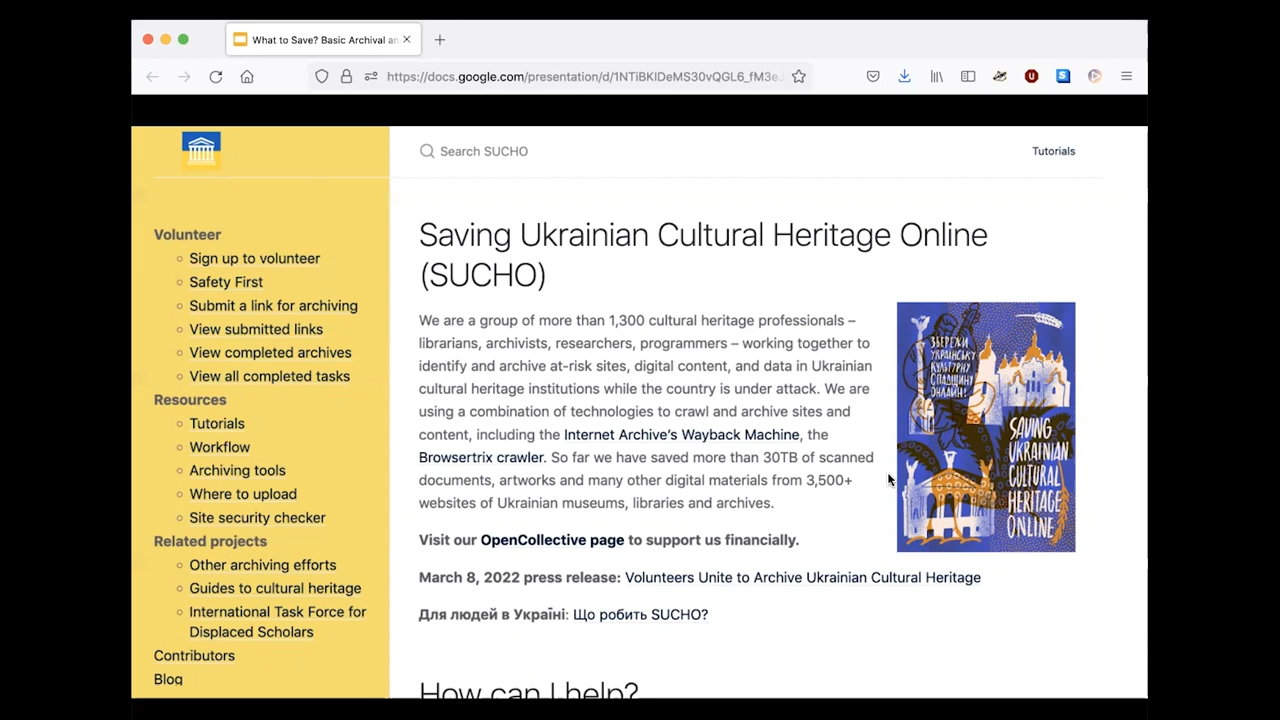 What to Save? Basic Archival an
https://docs.google.com/presentation/d/1NTiBKIDeMS30vQGL6_fM3e.
Search SUCHO
Tutorials
Volunteer
Sign up to volunteer
Safety First
Submit a link for archiving
View submitted links
View completed archives
View all completed tasks
Resources
Tutorials
Workflow
Archiving tools
Where to upload
Site security checker
Related projects
Other archiving efforts
Guides to cultural heritage
International Task Force for
Displaced Scholars
Contributors
Blog
Saving Ukrainian Cultural Heritage Online
(SUCHO)
We are a group of more than 1,300 cultural heritage professionals –
librarians, archivists, researchers, programmers – working together to
identify and archive at-risk sites, digital content, and data in Ukrainian
cultural heritage institutions while the country is under attack. We are
using a combination of technologies to crawl and archive sites and
content, including the Internet Archive's Wayback Machine, the
Browsertrix crawler. So far we have saved more than 30TB of scanned
documents, artworks and many other digital materials from 3,500+
websites of Ukrainian museums, libraries and archives.
Visit our OpenCollective page to support us financially.
March 8, 2022 press release: Volunteers Unite to Archive Ukrainian Cultural Heritage
Для людей в Україні: Що робить SUCHO?
How can I help?
ЗБЕРЕЖИ
УКРАЇНСЬКУ
КУЛЬТУРНУ
СПАДЩИНУ
ОНЛАЙН!
SAVING
UKRAINIAN
CULTURAL
HERITAGE
ONLINE